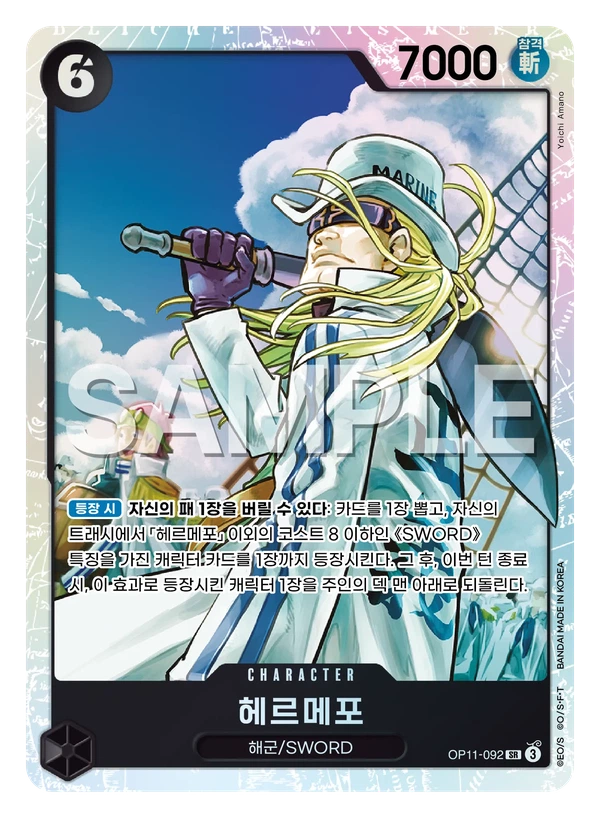 6
7000
참격
斬
Yoichi Amano
MARINE
SAMPLE
등장 시 자신의 패 1장을 버릴 수 있다: 카드를 1장 뽑고, 자신의
트래시에서 「헤르메포」 이외의 코스트 8 이하인 《SWORD》
특징을 가진 캐릭터 카드를 1장까지 등장시킨다. 그 후, 이번 턴 종료
시, 이 효과로 등장시킨 캐릭터 1장을 주인의 덱 맨 아래로 되돌린다.
BANDAI MADE IN KOREA
©E.O/S ©O/S·F·T
CHARACTER
헤르메포
해군/SWORD
OP11-092 SR 3